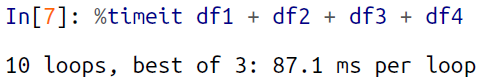 In[7]: %timeit df1 + df2 + df3 + df4
10 loops, best of 3: 87.1 ms per loop